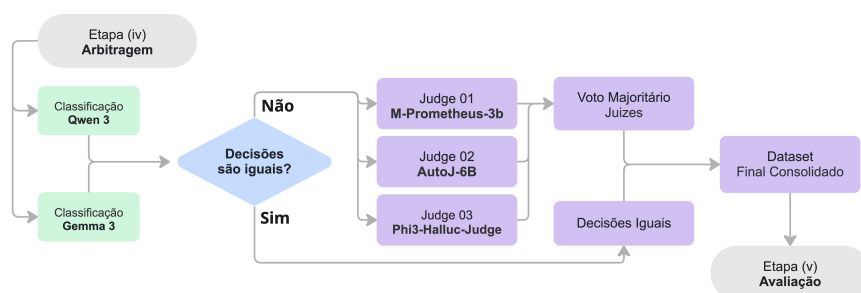 Etapa (iv)
Arbitragem
Classificação
Qwen 3
Classificação
Gemma 3
Decisões
são iguais?
Não
Sim
Judge 01
M-Prometheus-3b
Judge 02
AutoJ-6B
Judge 03
Phi3-Halluc-Judge
Voto Majoritário
Juizes
Decisões Iguais
Dataset
Final Consolidado
Etapa (v)
Avaliação